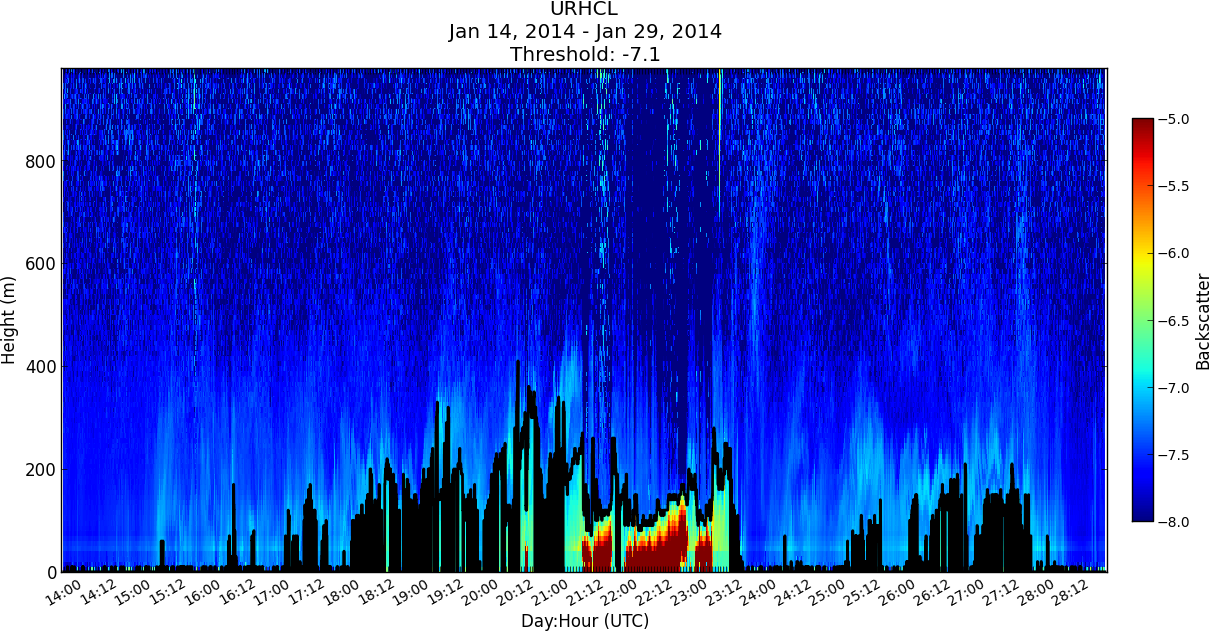 URHCL
Jan 14, 2014 - Jan 29, 2014
Threshold: -7.1
Height (m)
800
600
400
200
0
14:00 14:12 15:00 15:12 16:00 16:12 17:00 17:12 18:00 18:12 19:00 19:12 20:00 20:12 21:00 21:12 22:00 22:12 23:00 23:12 24:00 24:12 25:00 25:12 26:00 26:12 27:00 27:12 28:00 28:12
Day:Hour (UTC)
−5.0
−5.5
−6.0
−6.5
−7.0
−7.5
−8.0
Backscatter